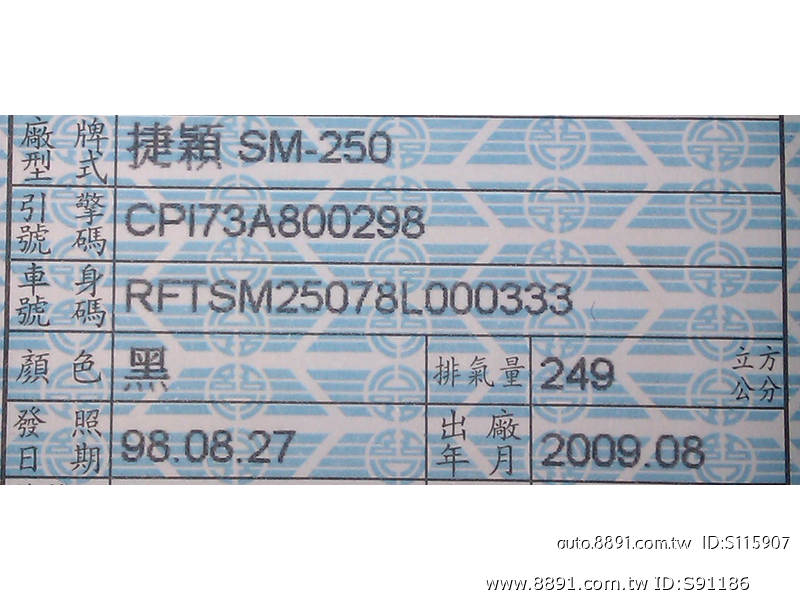 廠牌型式 捷穎 SM-250
引擎號碼 CPI73A800298
車身號碼 RFTSM25078L000333
顏色 黑 排氣量 249 立方公分
發照日期 98.08.27 出廠年月 2009.08
auto.8891.com.tw ID:S115907
www.8891.com.tw ID:S91186